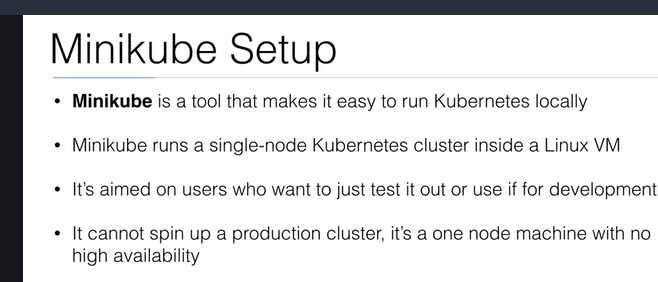 Minikube Setup
• Minikube is a tool that makes it easy to run Kubernetes locally
• Minikube runs a single-node Kubernetes cluster inside a Linux VM
• It’s aimed on users who want to just test it out or use if for development
• It cannot spin up a production cluster, it’s a one node machine with no
high availability